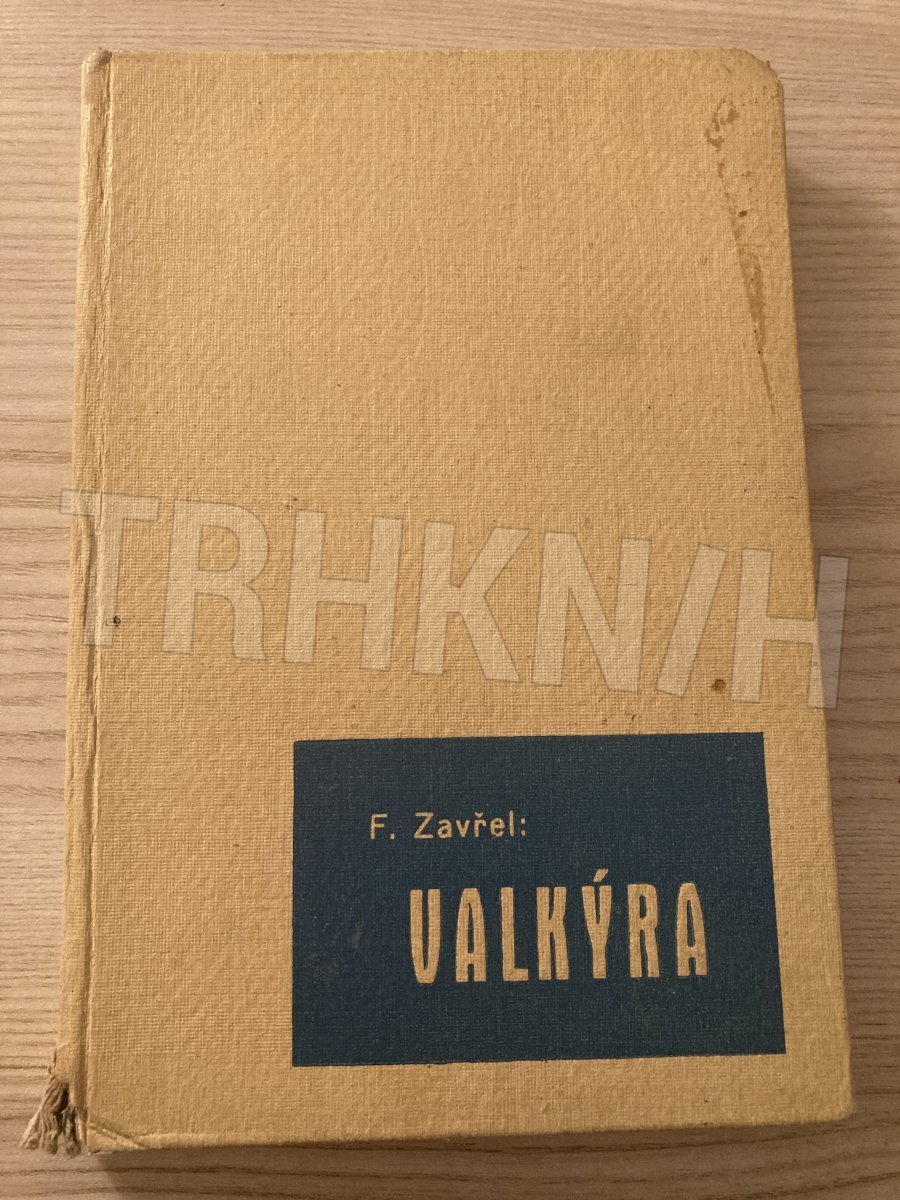 TRHKNIH
F. Zavřel:
VALKÝRA